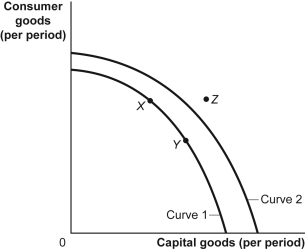 Consumer
goods
(per period)
Z
X
Y
Curve 2
Curve 1
0
Capital goods (per period)